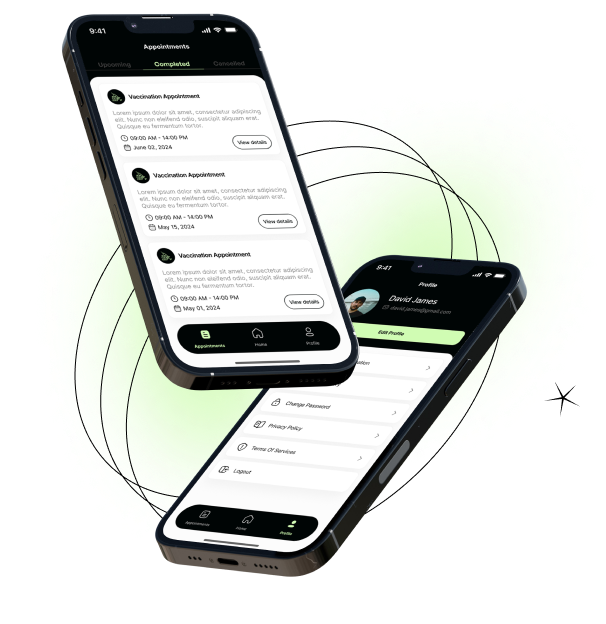 9:41
Appointments
Upcoming
Completed
Cancelled
Vaccination Appointment
Lorem ipsum dolor sit amet, consectetur adipiscing
elit. Nunc non eleifend odio, suscipit aliquam erat.
Quisque eu fermentum tortor.
09:00 AM - 14:00 PM
June 02, 2024
View details
Vaccination Appointment
Lorem ipsum dolor sit amet, consectetur adipiscing
elit. Nunc non eleifend odio, suscipit aliquam erat.
Quisque eu fermentum tortor.
09:00 AM - 14:00 PM
May 15, 2024
View details
Vaccination Appointment
Lorem ipsum dolor sit amet, consectetur adipiscing
elit. Nunc non eleifend odio, suscipit aliquam erat.
Quisque eu fermentum tortor.
09:00 AM - 14:00 PM
May 01, 2024
View details
Appointments
Home
Profile
9:41
Profile
David James
david.james@gmail.com
Edit Profile
Change Password
Privacy Policy
Terms Of Services
Logout
Appointments
Home
Profile